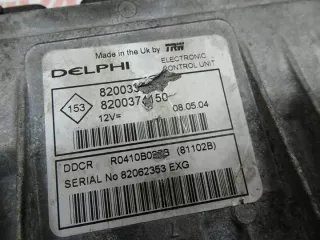 Made in the Uk by TRW
DELPHI
ELECTRONIC
CONTROL UNIT
153
12V=
08.05.04
DDCR
(81102B)
SERIAL No 82062353 EXG